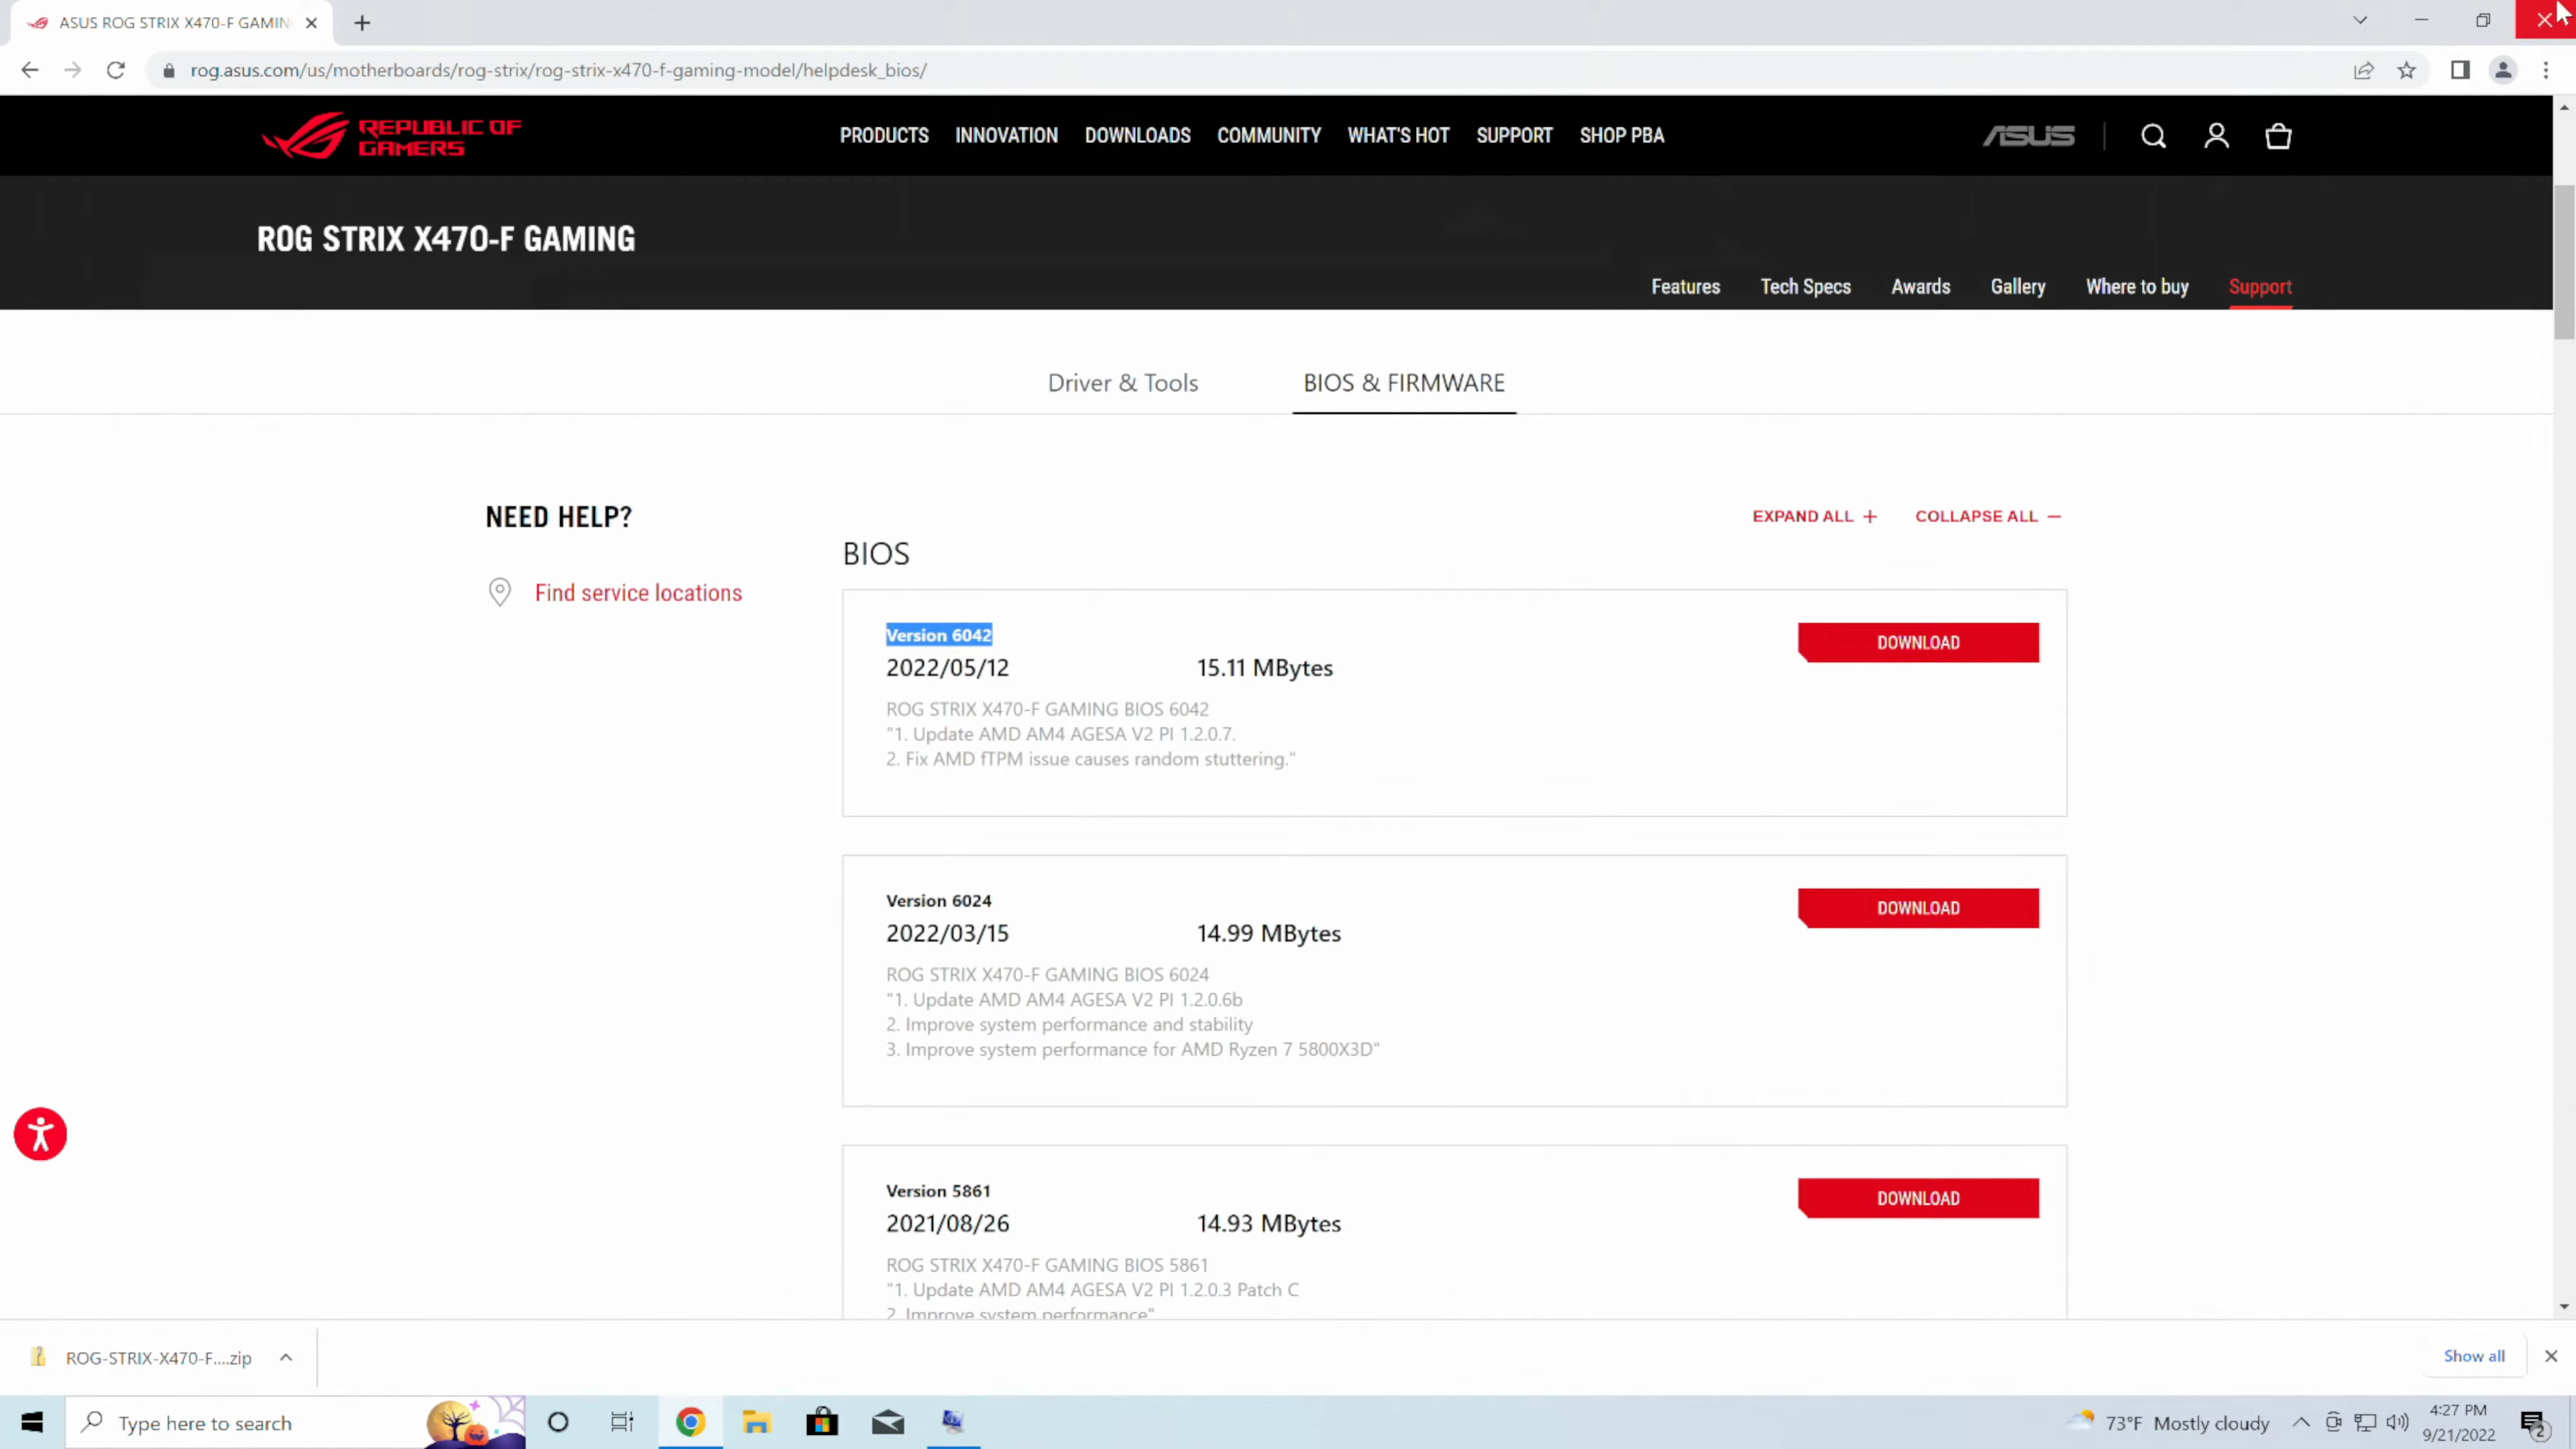 ASUS ROG STRIX X470-F GAMIN
rog.asus.com/us/motherboards/rog-strix/rog-strix-x470-f-gaming-model/helpdesk_bios/
REPUBLIC OF
GAMERS
PRODUCTS INNOVATION DOWNLOADS COMMUNITY WHAT'S HOT SUPPORT SHOP PBA
ASUS
ROG STRIX X470-F GAMING
Features Tech Specs Awards Gallery Where to buy Support
Driver & Tools BIOS & FIRMWARE
NEED HELP?
Find service locations
EXPAND ALL + COLLAPSE ALL −
BIOS
Version 6042
DOWNLOAD
2022/05/12 15.11 MBytes
ROG STRIX X470-F GAMING BIOS 6042
"1. Update AMD AM4 AGESA V2 PI 1.2.0.7.
2. Fix AMD fTPM issue causes random stuttering."
Version 6024
DOWNLOAD
2022/03/15 14.99 MBytes
ROG STRIX X470-F GAMING BIOS 6024
"1. Update AMD AM4 AGESA V2 PI 1.2.0.6b
2. Improve system performance and stability
3. Improve system performance for AMD Ryzen 7 5800X3D"
Version 5861
DOWNLOAD
2021/08/26 14.93 MBytes
ROG STRIX X470-F GAMING BIOS 5861
"1. Update AMD AM4 AGESA V2 PI 1.2.0.3 Patch C
2. Improve system performance"
ROG-STRIX-X470-F....zip
Show all
Type here to search
73°F Mostly cloudy
4:27 PM
9/21/2022
2